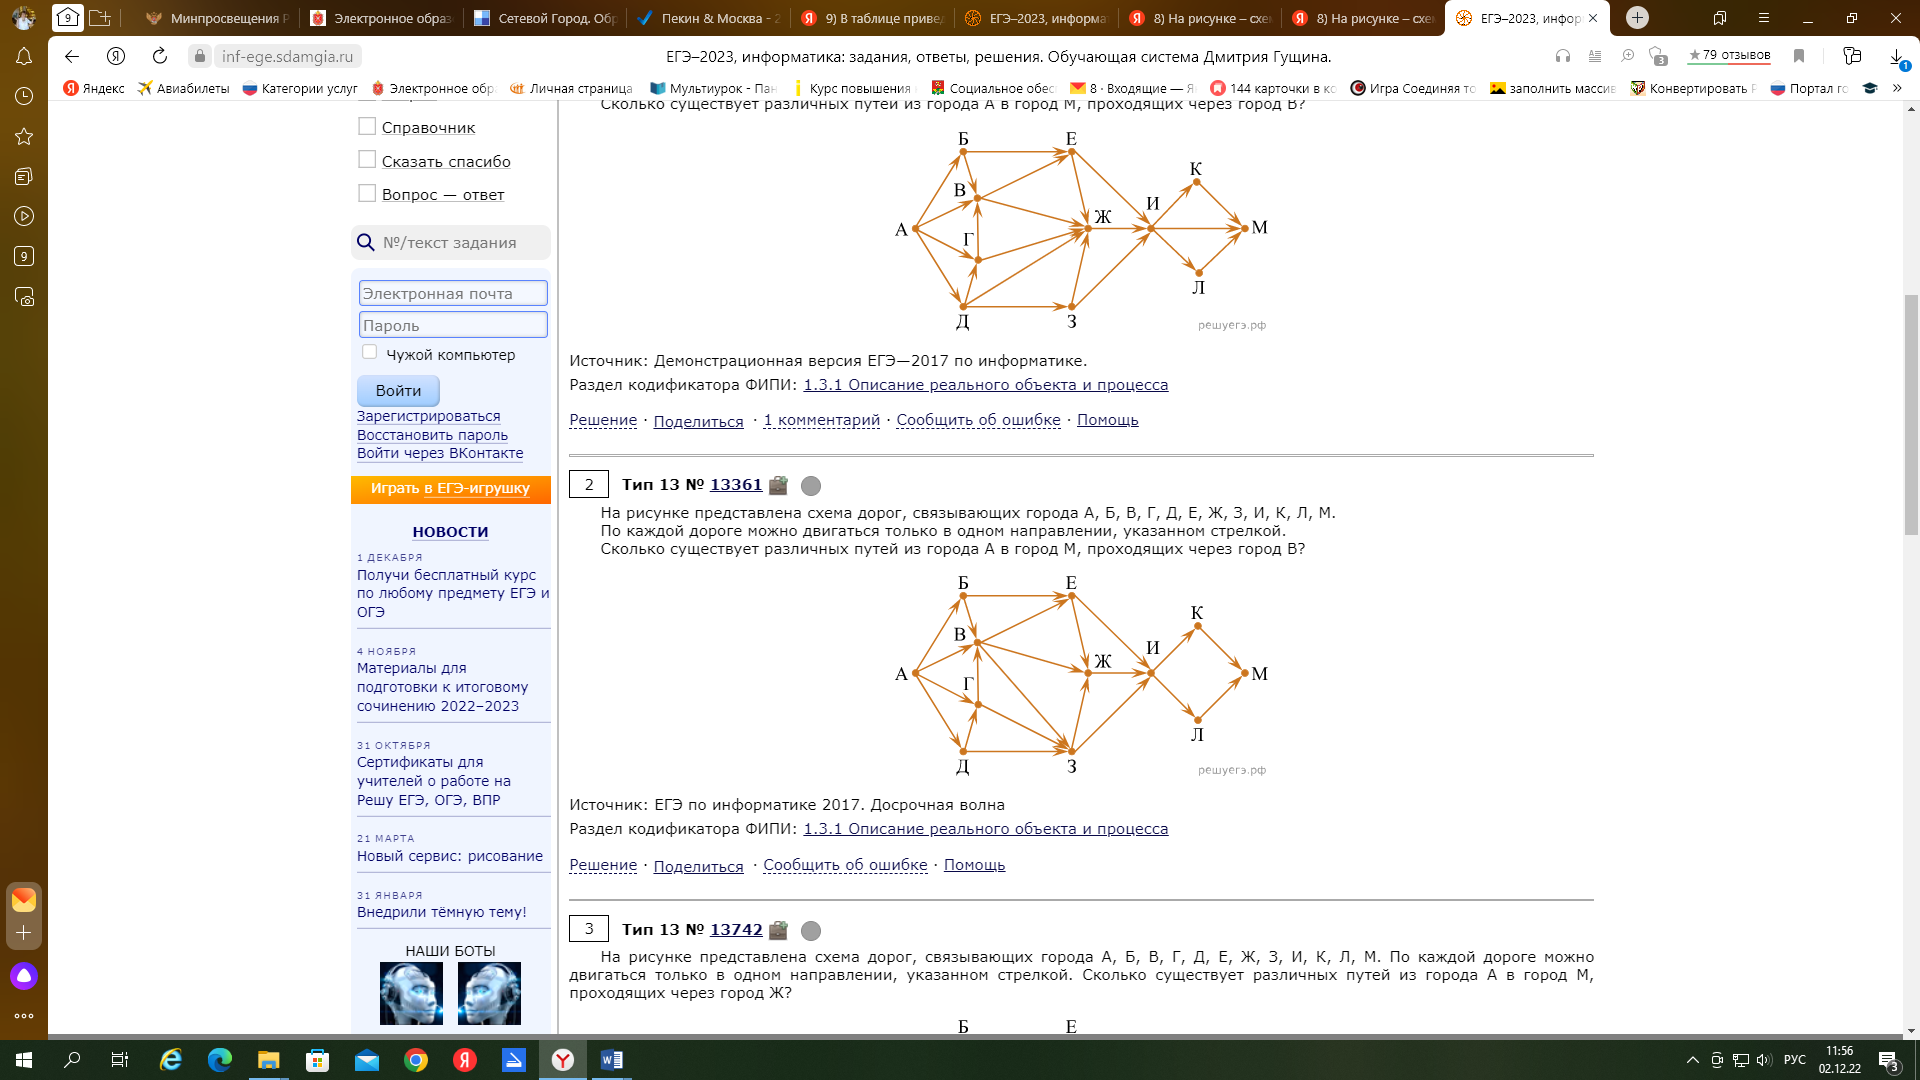 Минпросвещения Р
Электронное образ
Сетевой Город. Обр
Пекин & Москва - 2
9) В таблице приве
ЕГЭ–2023, информат
8) На рисунке – схе
8) На рисунке – схе
ЕГЭ–2023, инфор
inf-ege.sdamgia.ru
ЕГЭ–2023, информатика: задания, ответы, решения. Обучающая система Дмитрия Гущина.
3
79 отзывов
1
Яндекс
Авиабилеты
Категории услуг
Электронное обра
Личная страница
Мультиурок - Пан
Курс повышения
Социальное обес
8 · Входящие — Я
144 карточки в ко
Игра Соединя то
заполнить массив
Конвертировать Р
Портал го
9
9
Справочник
Сказать спасибо
Вопрос — ответ
№/текст задания
Электронная почта
Пароль
Чужой компьютер
Войти
Зарегистрироваться
Восстановить пароль
Войти через ВКонтакте
Играть в ЕГЭ-игрушку
НОВОСТИ
1 ДЕКАБРЯ
Получи бесплатный курс
по любому предмету ЕГЭ и
ОГЭ
4 НОЯБРЯ
Материалы для
подготовки к итоговому
сочинению 2022–2023
31 ОКТЯБРЯ
Сертификаты для
учителей о работе на
Решу ЕГЭ, ОГЭ, ВПР
21 МАРТА
Новый сервис: рисование
31 ЯНВАРЯ
Внедрили тёмную тему!
НАШИ БОТЫ
Сколько существует различных путей из города А в город М, проходящих через город В?
Б
Е
К
В
И
А
Ж
М
Г
Л
Д
З
решуегэ.рф
Источник: Демонстрационная версия ЕГЭ—2017 по информатике.
Раздел кодификатора ФИПИ: 1.3.1 Описание реального объекта и процесса
Решение · Поделиться · 1 комментарий · Сообщить об ошибке · Помощь
2 Тип 13 № 13361
На рисунке представлена схема дорог, связывающих города А, Б, В, Г, Д, Е, Ж, З, И, К, Л, М.
По каждой дороге можно двигаться только в одном направлении, указанном стрелкой.
Сколько существует различных путей из города А в город М, проходящих через город В?
Б
Е
К
В
И
А
Ж
М
Г
Л
Д
З
решуегэ.рф
Источник: ЕГЭ по информатике 2017. Досрочная волна
Раздел кодификатора ФИПИ: 1.3.1 Описание реального объекта и процесса
Решение · Поделиться · Сообщить об ошибке · Помощь
3 Тип 13 № 13742
На рисунке представлена схема дорог, связывающих города А, Б, В, Г, Д, Е, Ж, З, И, К, Л, М. По каждой дороге можно
двигаться только в одном направлении, указанном стрелкой. Сколько существует различных путей из города А в город М,
проходящих через город Ж?
Б
Е
РУС
11:56
02.12.22
3